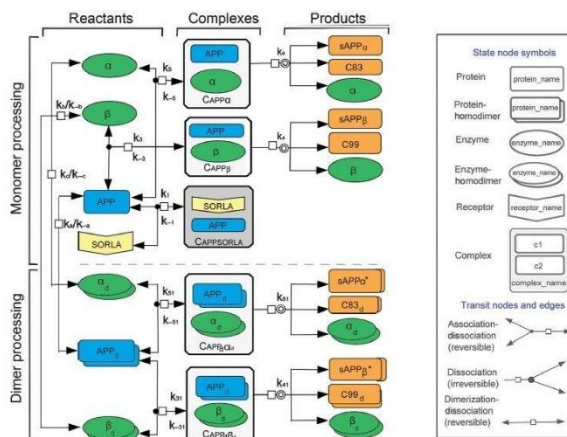 Reactants
Complexes
Products
Monomer processing
Dimer processing
α
β
APP
SORLA
k₅
k₋₅
k₃
k₋₃
k₁
k₋₁
kb/k-b
kc/k-c
ka/k-a
APP
α
CAPPα
APP
β
CAPPβ
SORLA
APP
CAPPSORLA
k₆
sAPPα
C83
α
k₄
sAPPβ
C99
β
αd
APPd
βd
k₅₁
k₋₅₁
k₃₁
k₋₃₁
APPd
αd
CAPPdαd
APPd
βd
k₆₁
sAPPα*
C83d
αd
k₄₁
sAPPβ*
C99d
βd
State node symbols
Protein
protein_name
Protein-
homodimer
protein_name
Enzyme
enzyme_name
Enzyme-
homodimer
enzyme_name
Receptor
receptor_name
Complex
c1
c2
complex_name
Transit nodes and edges
Association-
dissociation
(reversible)
Dissociation
(irreversible)
Dimerization-
dissociation
(reversible)